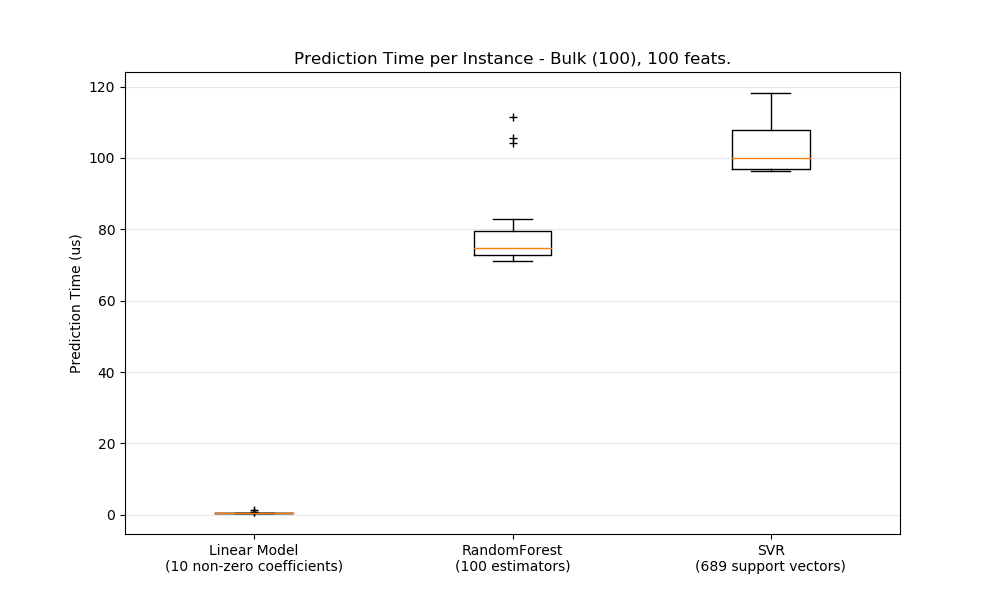 Prediction Time per Instance - Bulk (100), 100 feats.
Prediction Time (us)
120
100
80
60
40
20
0
Linear Model
(10 non-zero coefficients)
RandomForest
(100 estimators)
SVR
(689 support vectors)